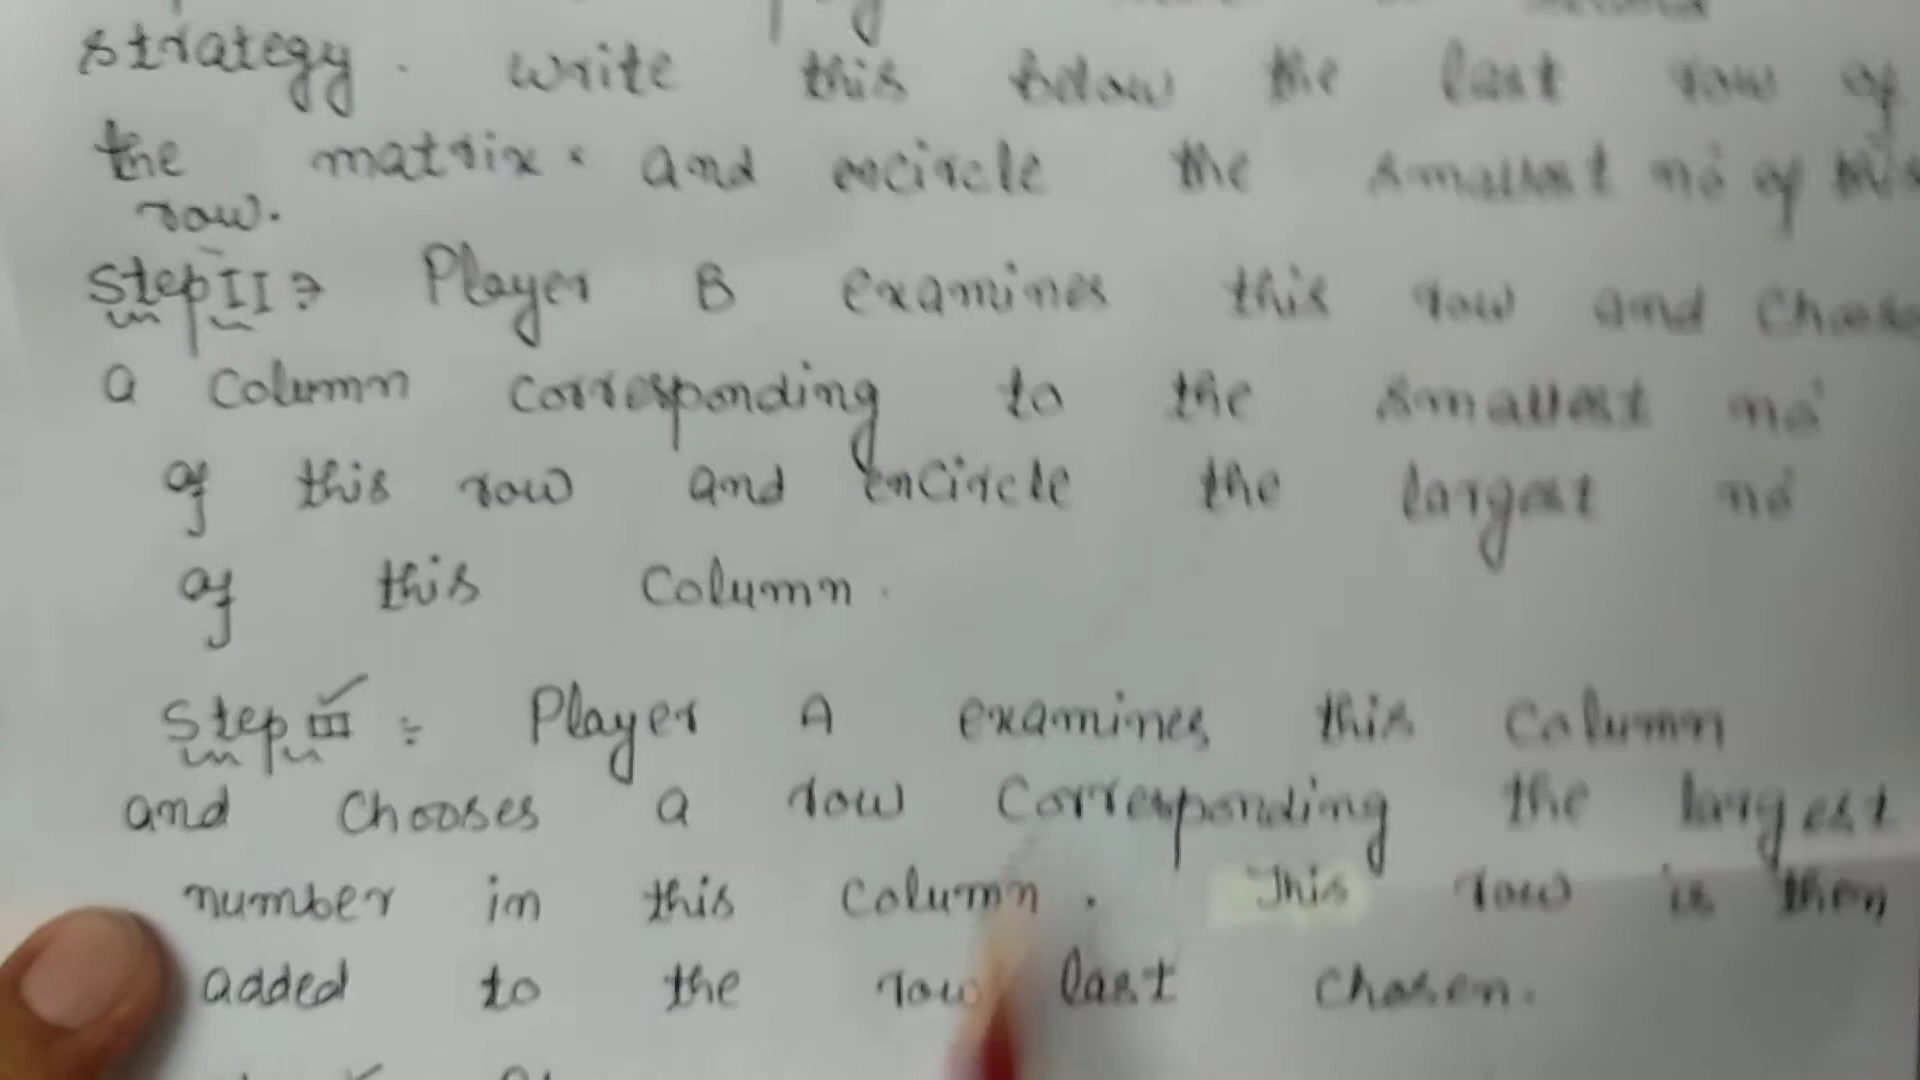 strategy. write this below the last row of
the matrix. and encircle the smallest no of this
row.
Step II :- Player B examines this row and
a column corresponding to the smallest no
of this row and encircle the largest no
of this column.
Step III :- Player A examines this column
and chooses a row corresponding the largest
number in this column. This row is then
added to the row last chosen.